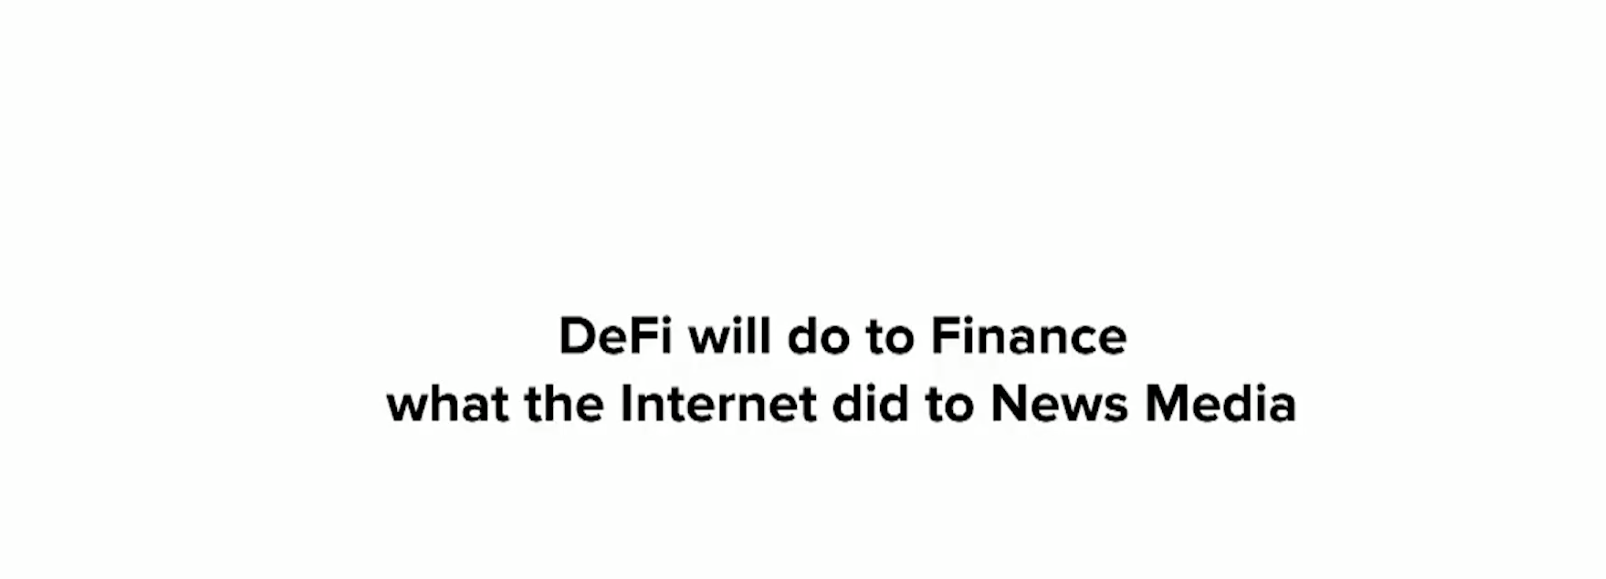 DeFi will do to Finance
what the Internet did to News Media